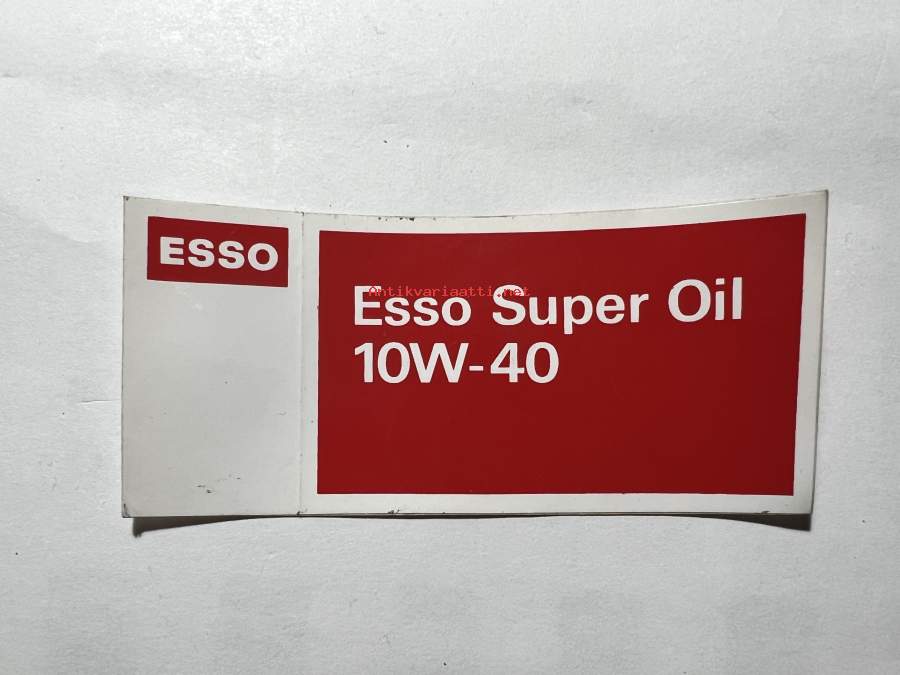 ESSO
Antikvariaatti.net
Esso Super Oil
10W-40